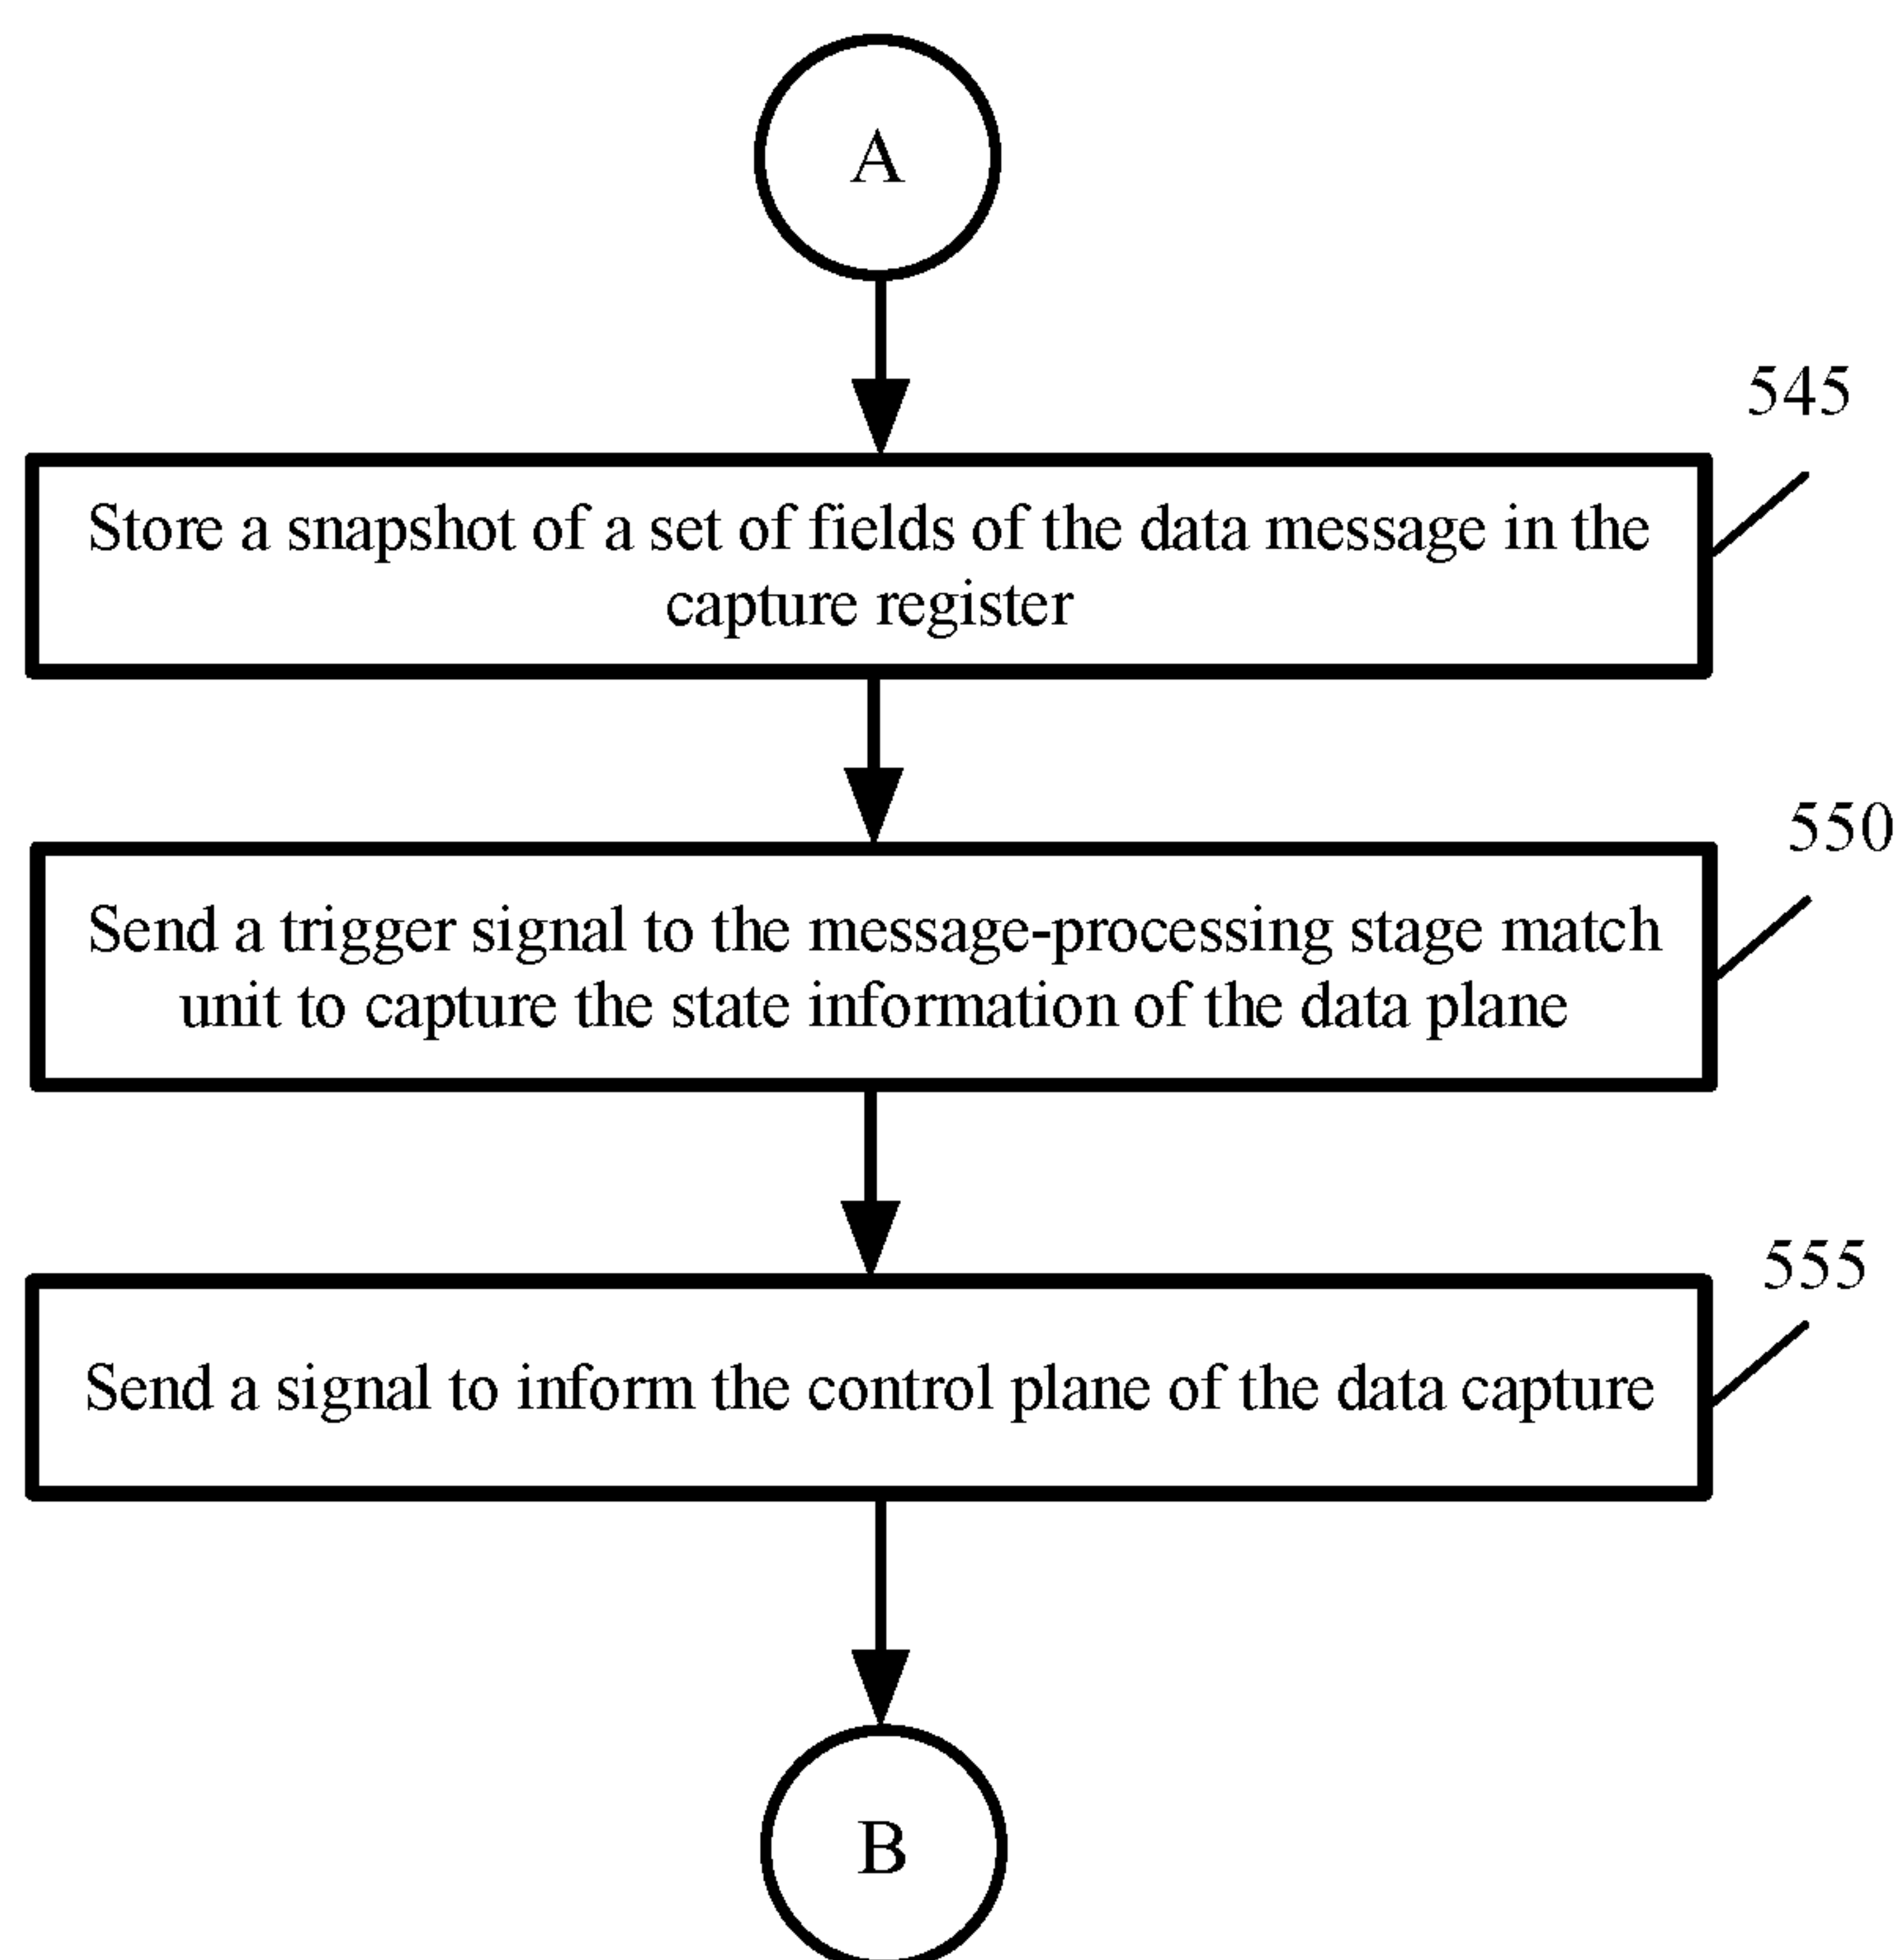 A
545
Store a snapshot of a set of fields of the data message in the
capture register
550
Send a trigger signal to the message-processing stage match
unit to capture the state information of the data plane
555
Send a signal to inform the control plane of the data capture
B